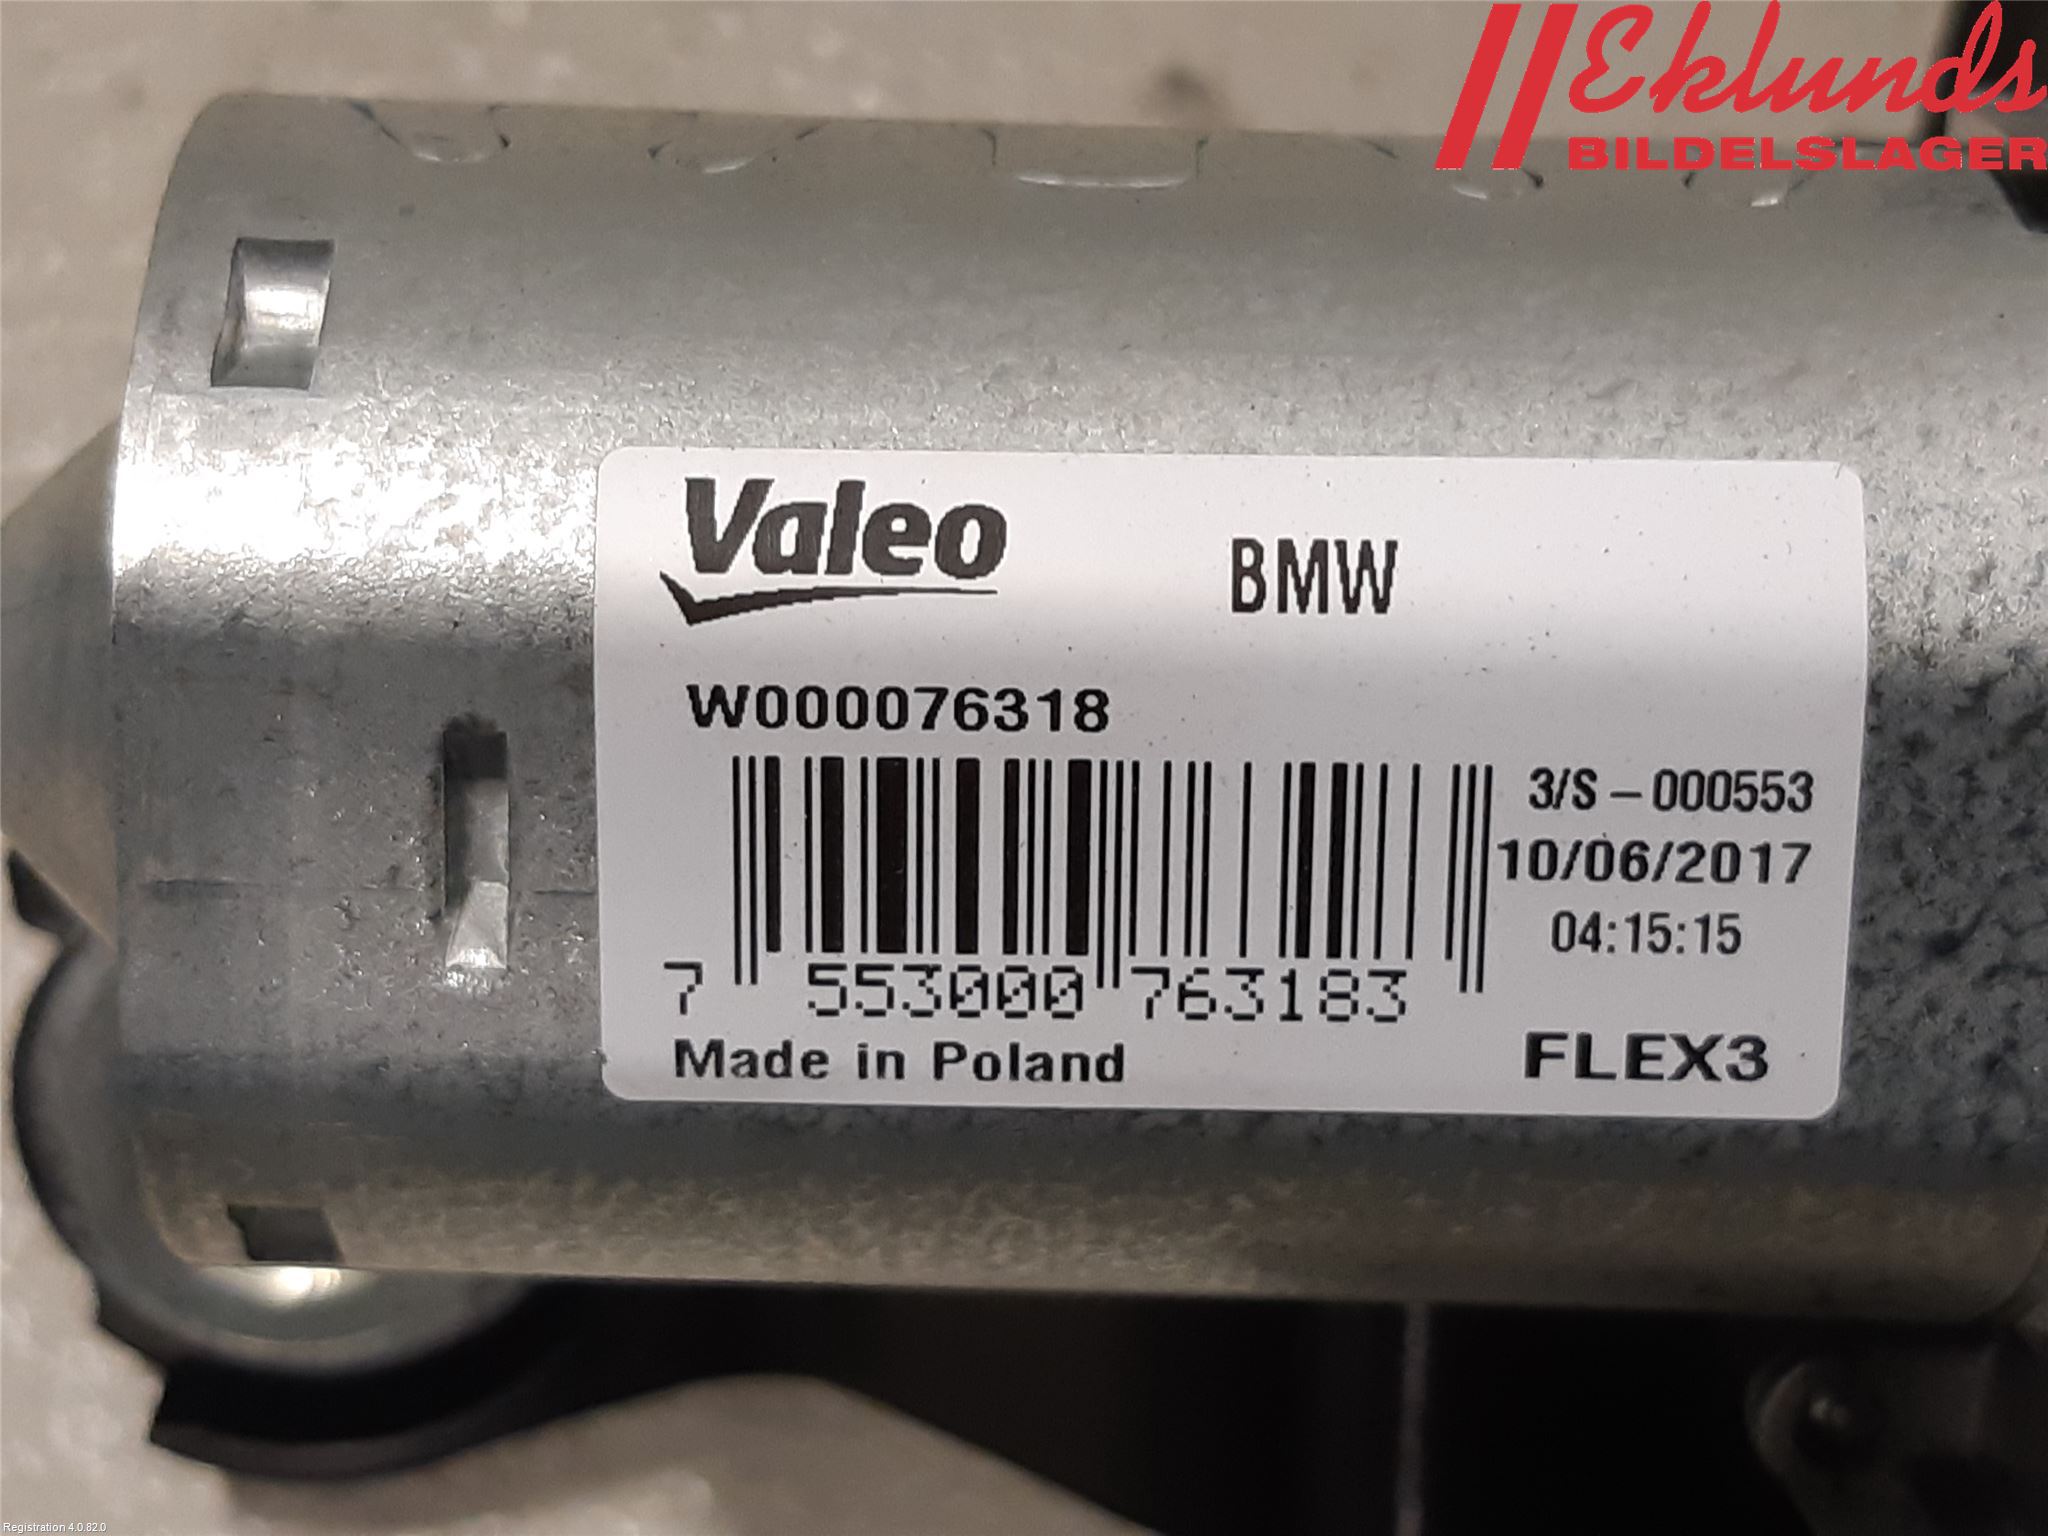 Eklunds
BILDELSLAGER
Valeo
BMW
W000076318
3/S - 000553
10/06/2017
04:15:15
7 553000 763183
Made in Poland
FLEX3
Registration 4.0.82.0